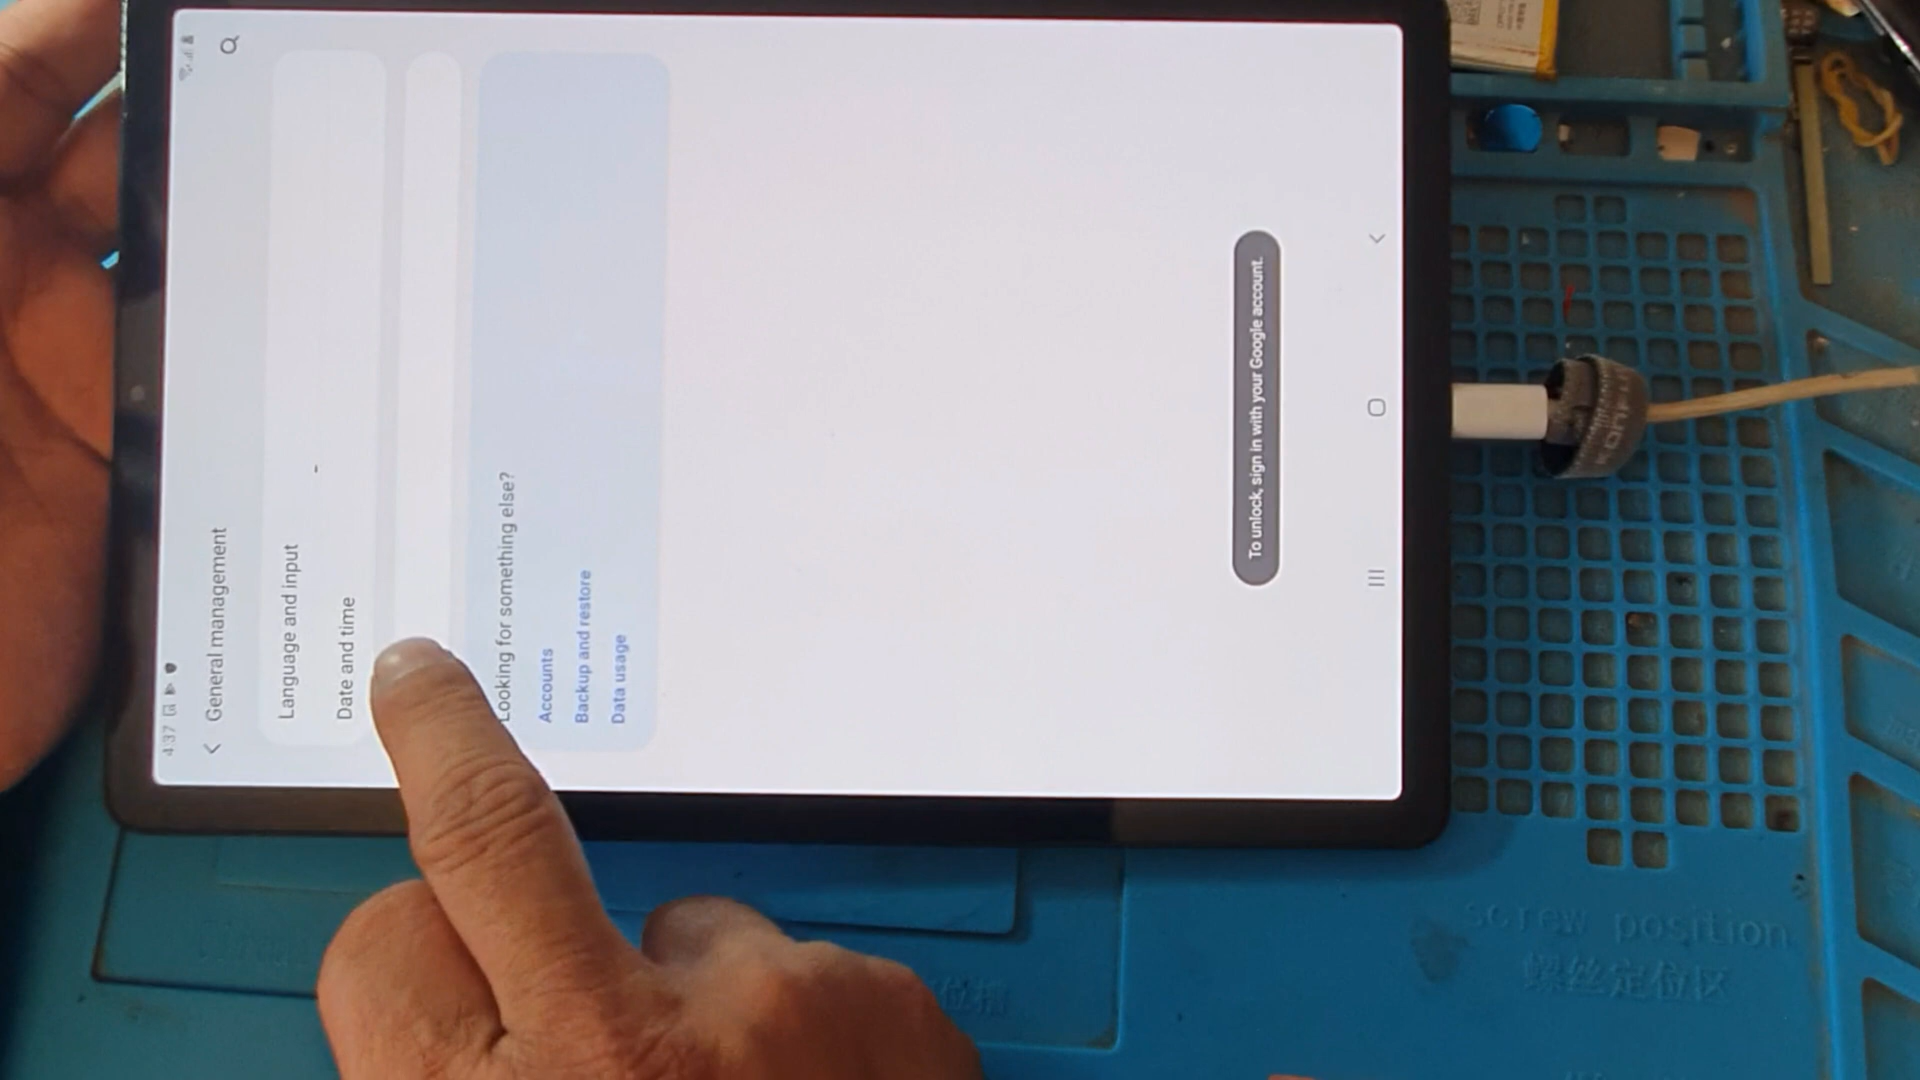 4:37
General management
Language and input
Date and time
Looking for something else?
Accounts
Backup and restore
Data usage
To unlock, sign in with your Google account.
screw position
螺丝定位区